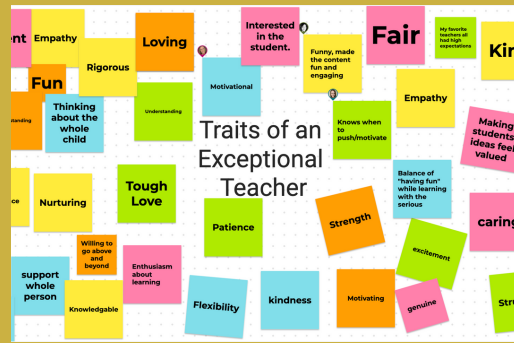 Empathy
Loving
Interested
in the
student.
Fair
My favorite
teachers all
had high
expectations
Fun
Rigorous
Motivational
Funny, made
the content
fun and
engaging
Empathy
Thinking
about the
whole
child
Understanding
Knows when
to
push/motivate
Making
students
ideas feel
valued
Traits of an
Exceptional
Teacher
Nurturing
Tough
Love
Patience
Strength
Balance of
"having fun"
while learning
with the
serious
caring
Willing to
go above
and
beyond
Enthusiasm
about
learning
excitement
support
whole
person
Knowledgable
Flexibility
kindness
Motivating
genuine